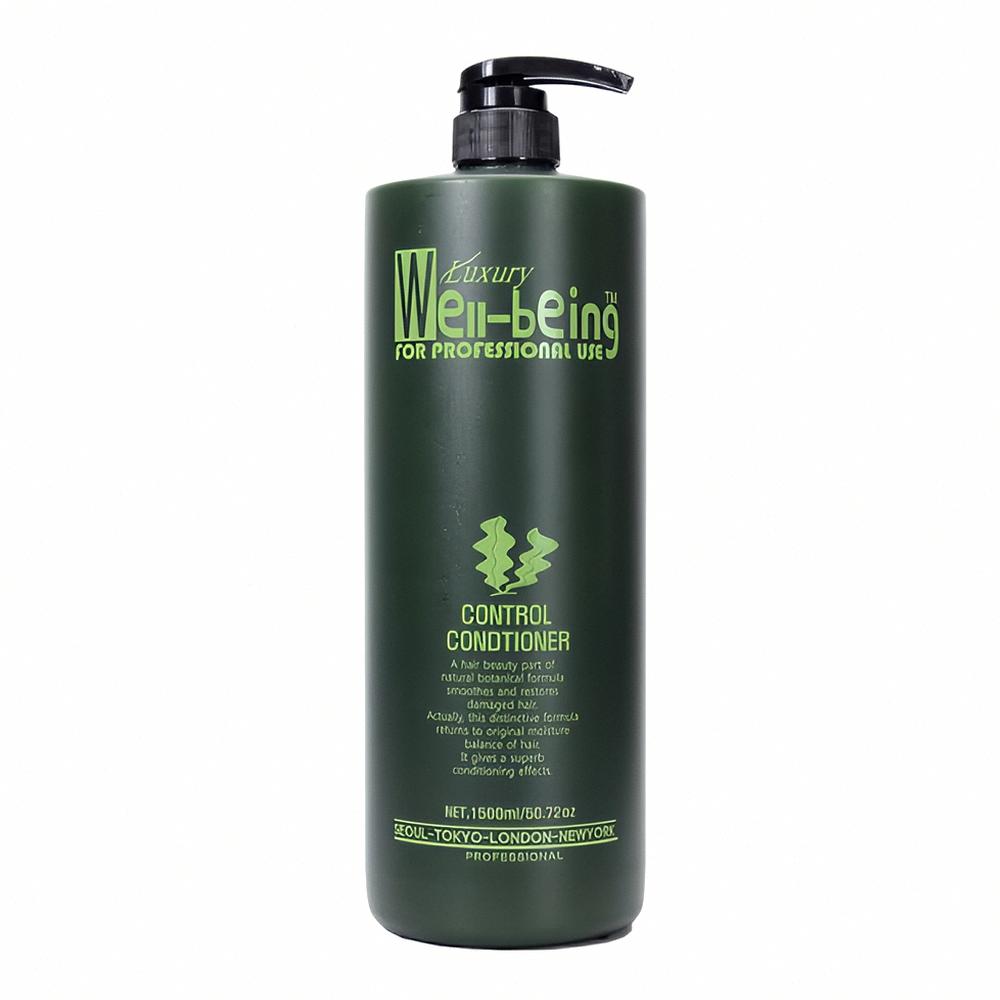 Luxury
Well-being™
FOR PROFESSIONAL USE
CONTROL
CONDTIONER
A hair beauty part of
natural botanical formula
smoothes and restores
damaged hair.
Actually, this distinctive formula
returns to original moisture
balance of hair.
It gives a superb
conditioning effects.
NET,1500ml/50.72oz
SEOUL-TOKYO-LONDON-NEWYORK
PROFESSIONAL